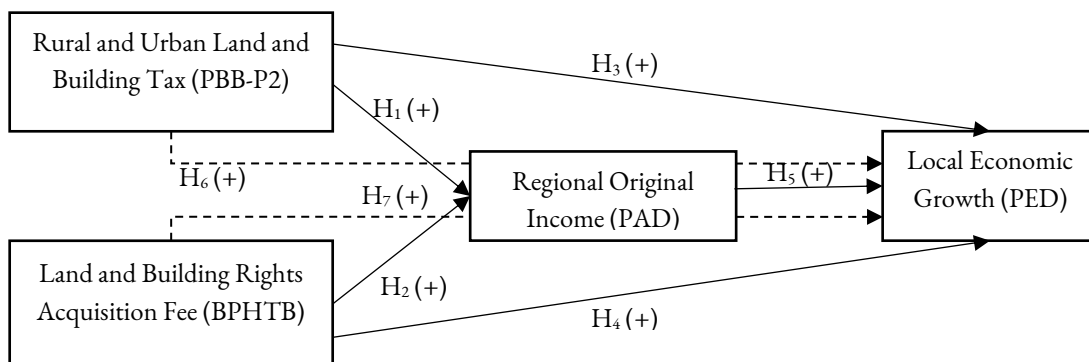 Rural and Urban Land and
Building Tax (PBB-P2)
H₃ (+)
H₁ (+)
H₆ (+)
H₇ (+)
Regional Original
Income (PAD)
H₅ (+)
Local Economic
Growth (PED)
Land and Building Rights
Acquisition Fee (BPHTB)
H₂ (+)
H₄ (+)